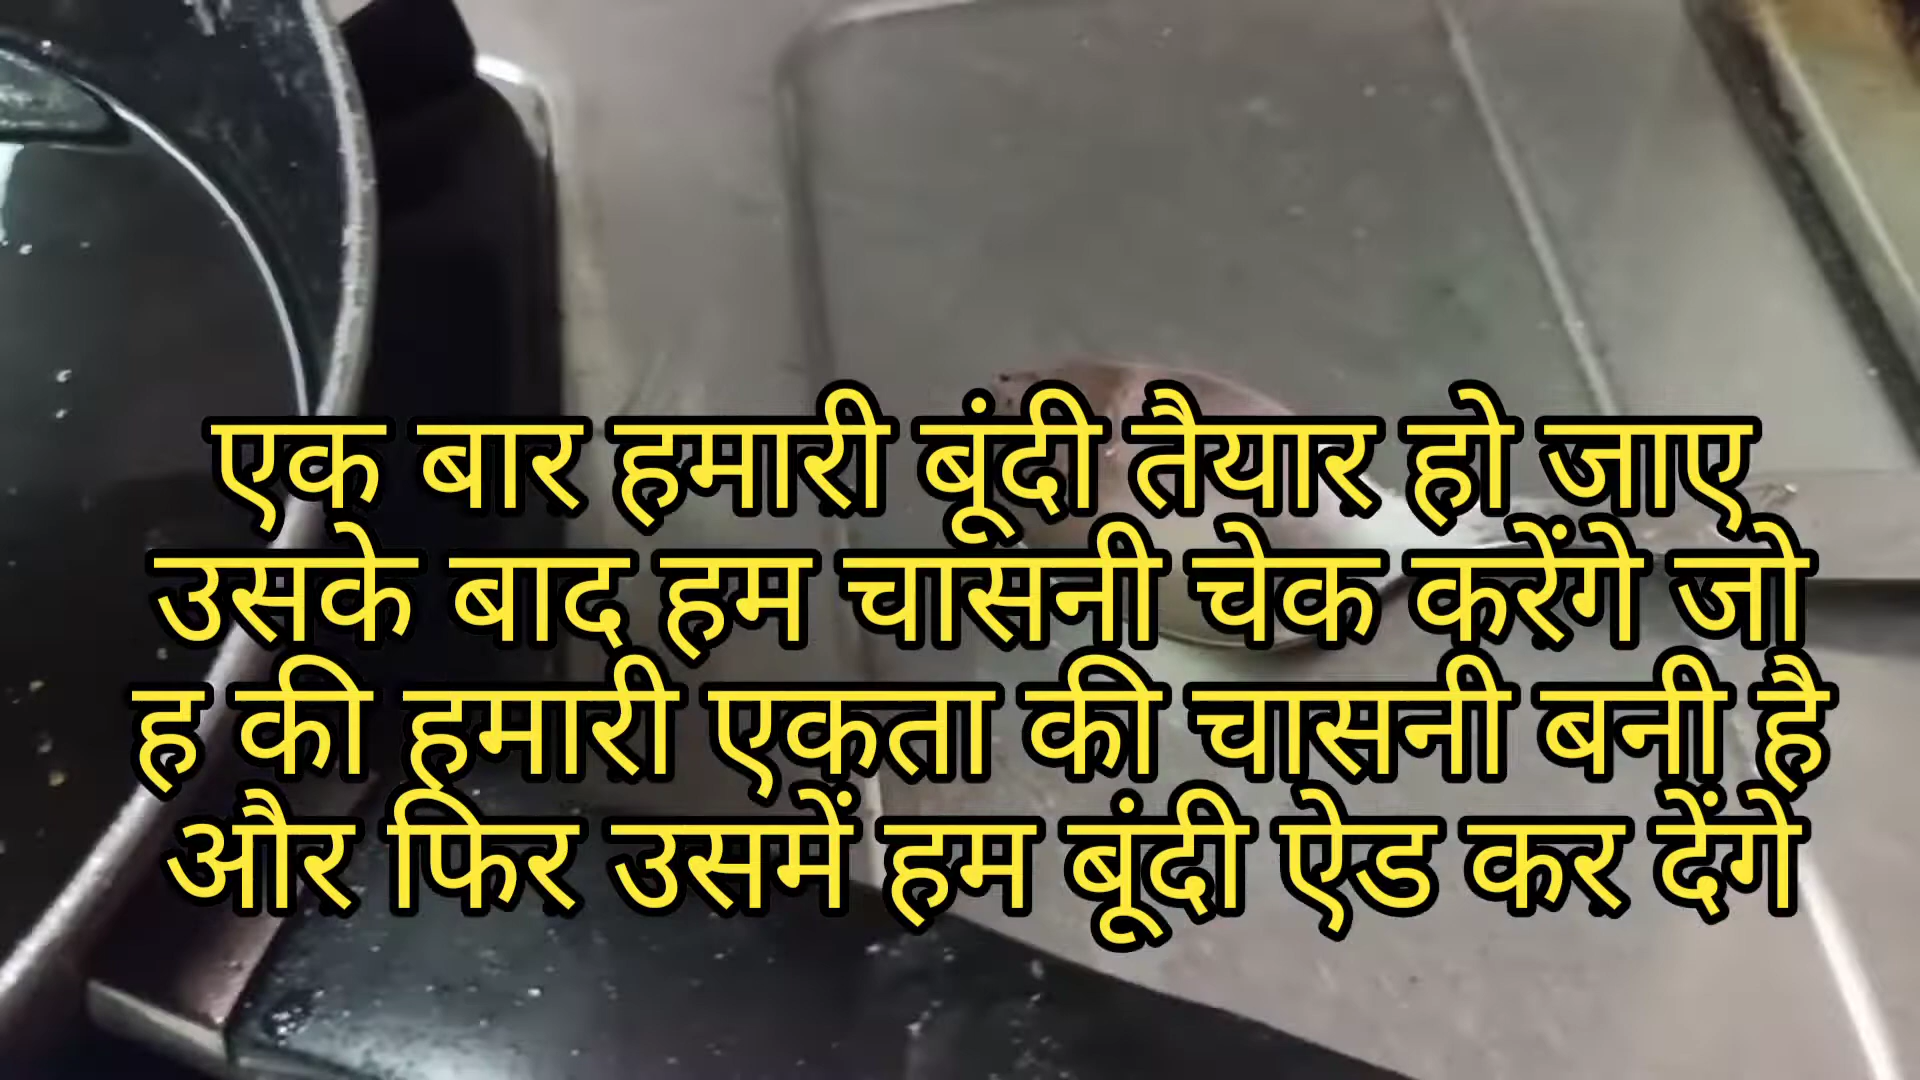 एक बार हमारी बूंदी तैयार हो जाए
उसके बाद हम चासनी चेक करेंगे जो
ह की हमारी एकता की चासनी बनी है
और फिर उसमें हम बूंदी ऐड कर देंगे